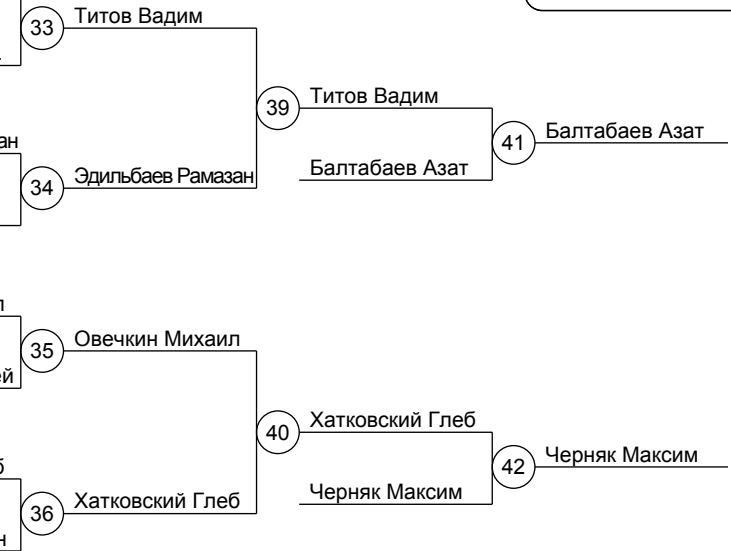 33
Титов Вадим
39
Титов Вадим
41
Балтабаев Азат
34
Эдильбаев Рамазан
Балтабаев Азат
35
Овечкин Михаил
40
Хатковский Глеб
42
Черняк Максим
36
Хатковский Глеб
Черняк Максим